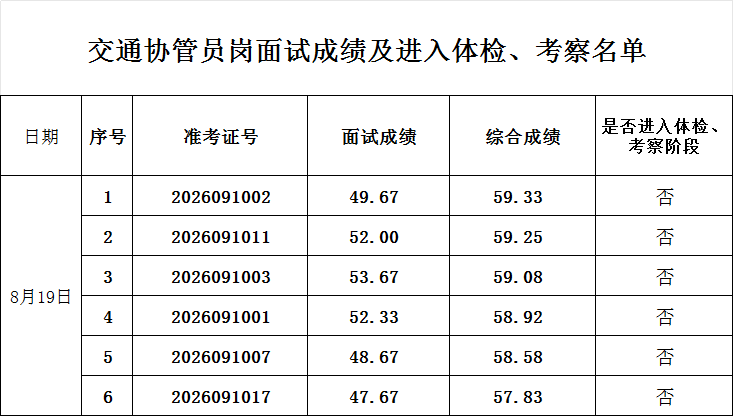 交通协管员岗面试成绩及进入体检、考察名单
日期 序号 准考证号 面试成绩 综合成绩 是否进入体检、
考察阶段
8月19日
1 2026091002 49.67 59.33 否
2 2026091011 52.00 59.25 否
3 2026091003 53.67 59.08 否
4 2026091001 52.33 58.92 否
5 2026091007 48.67 58.58 否
6 2026091017 47.67 57.83 否